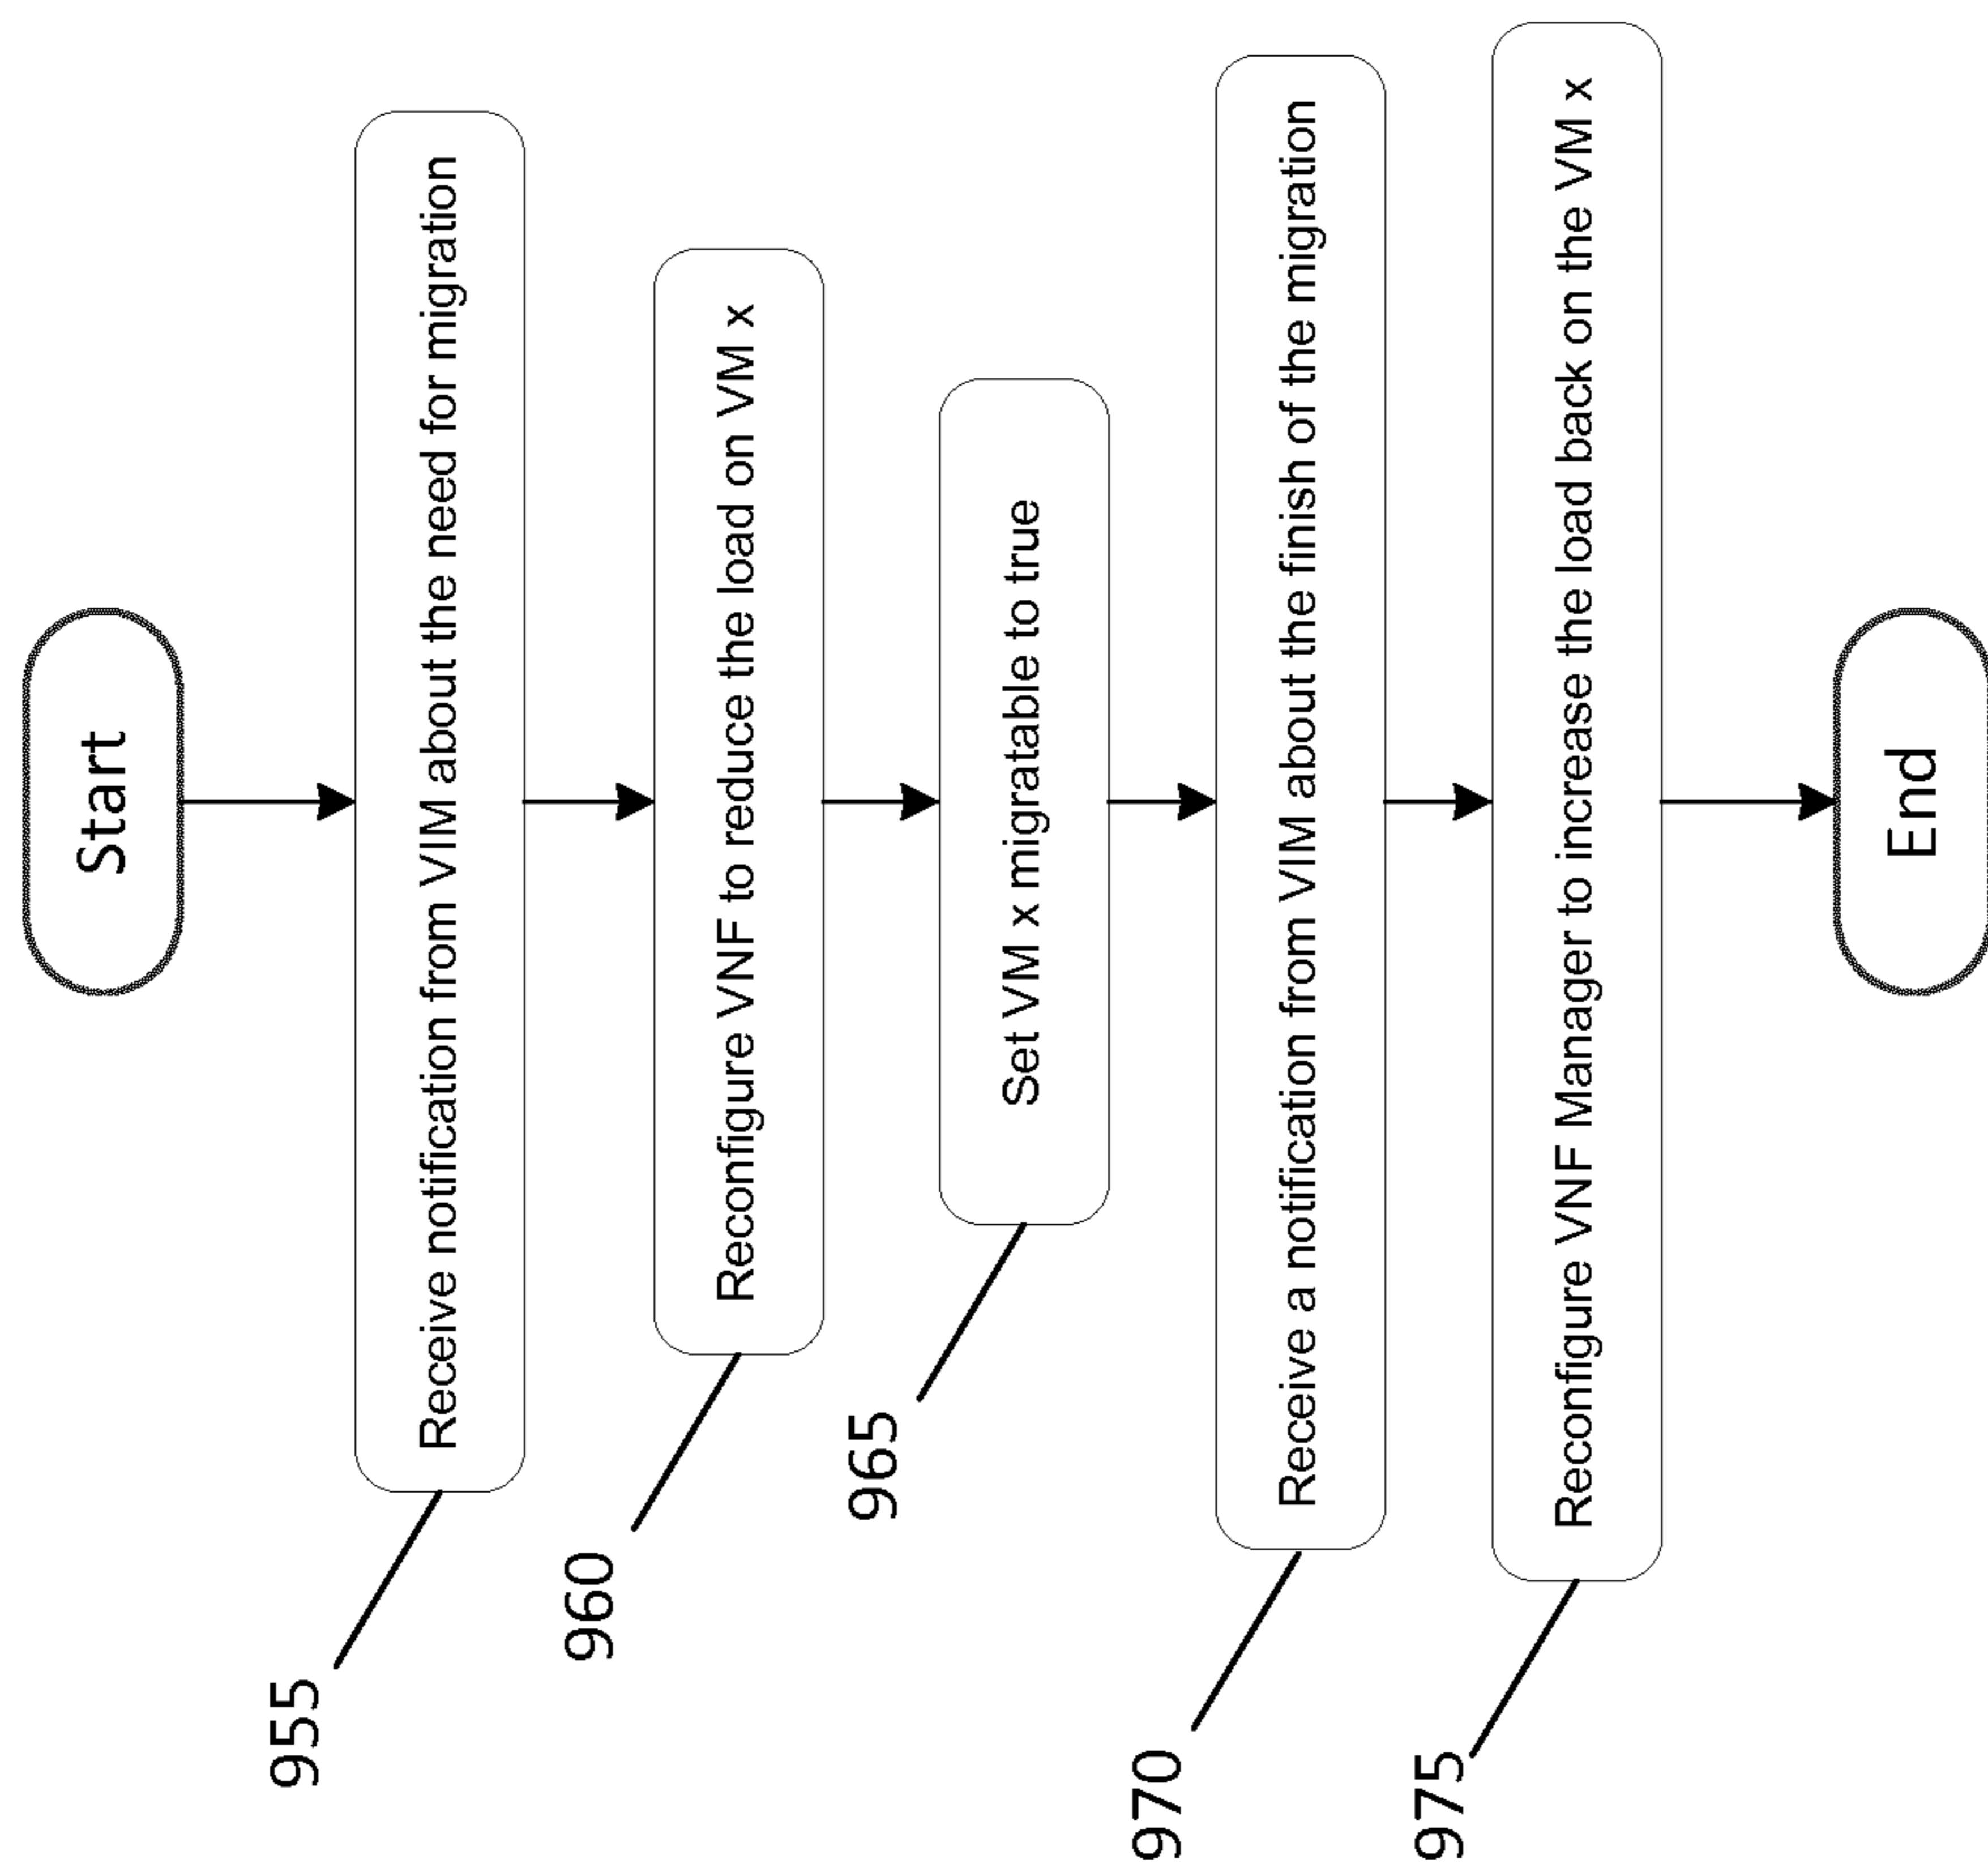 Start
955
Receive notification from VIM about the need for migration
960
Reconfigure VNF to reduce the load on VM x
965
Set VM x migratable to true
970
Receive a notification from VIM about the finish of the migration
975
Reconfigure VNF Manager to increase the load back on the VM x
End